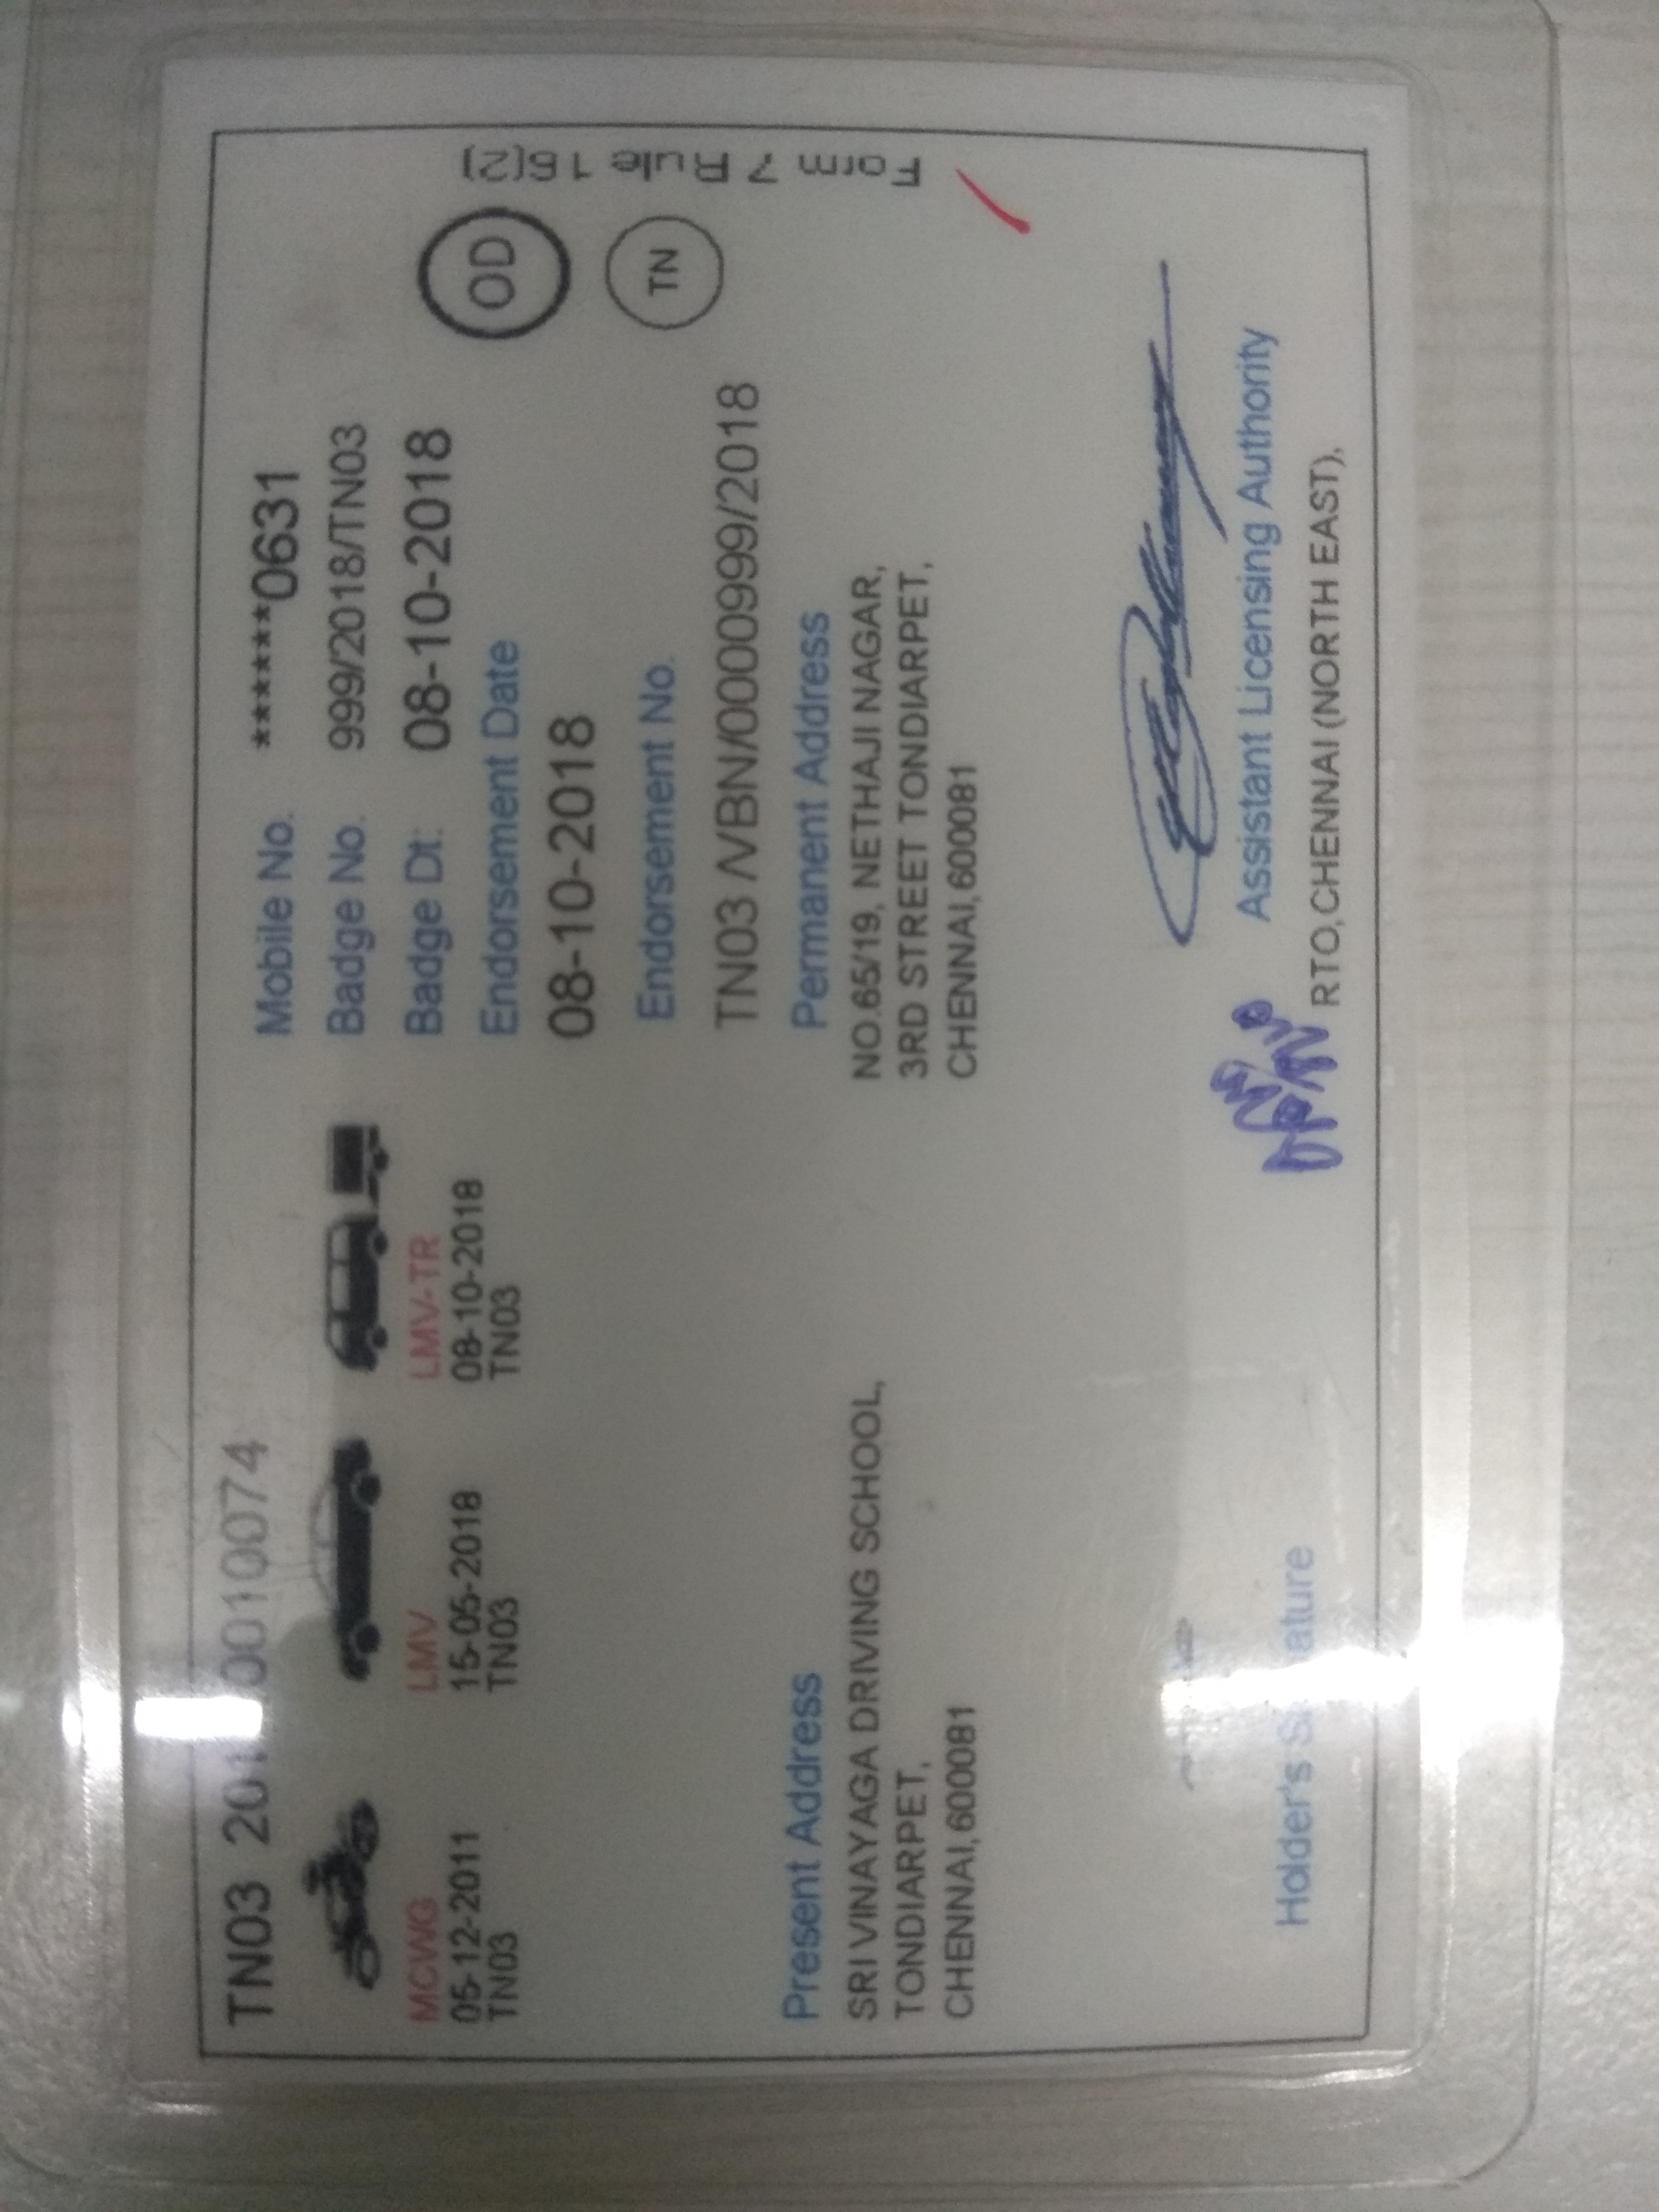 TN03 201 0010074
MCWG
05-12-2011
TN03
LMV
15-05-2018
TN03
LMV-TR
08-10-2018
TN03
Mobile No. ******0631
Badge No. 999/2018/TN03
Badge Dt. 08-10-2018
Endorsement Date
08-10-2018
Endorsement No.
TN03 /VBN/0000999/2018
OD
TN
Form 7 Rule 16(2)
Present Address
SRI VINAYAGA DRIVING SCHOOL,
TONDIARPET,
CHENNAI,600081
Permanent Address
NO.65/19, NETHAJI NAGAR,
3RD STREET TONDIARPET,
CHENNAI,600081
Holder's
Assistant Licensing Authority
RTO,CHENNAI (NORTH EAST),